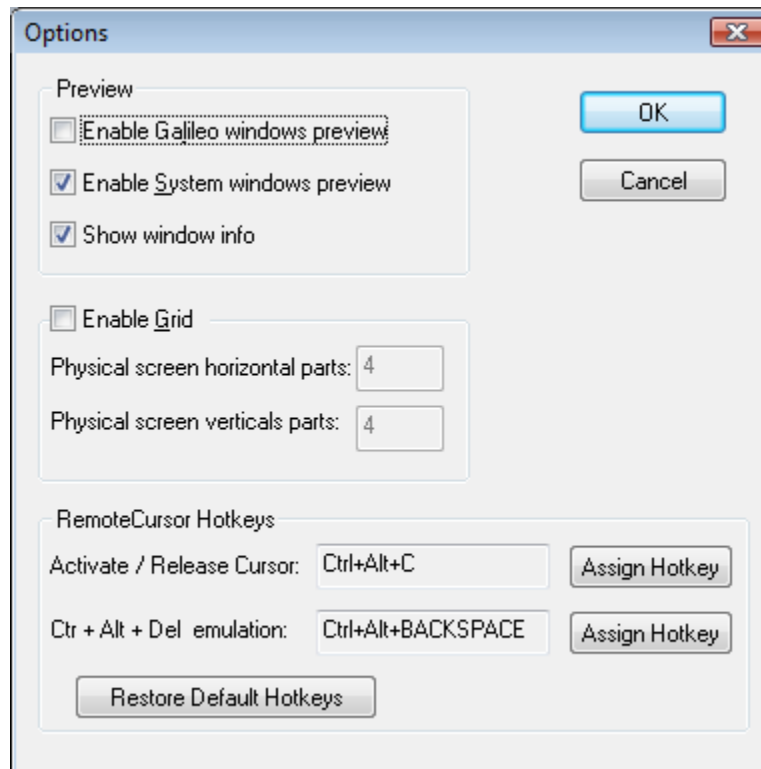 Options
Preview
Enable Galileo windows preview
Enable System windows preview
Show window info
OK
Cancel
Enable Grid
Physical screen horizontal parts: 4
Physical screen verticals parts: 4
RemoteCursor Hotkeys
Activate / Release Cursor: Ctrl+Alt+C Assign Hotkey
Ctr + Alt + Del emulation: Ctrl+Alt+BACKSPACE Assign Hotkey
Restore Default Hotkeys